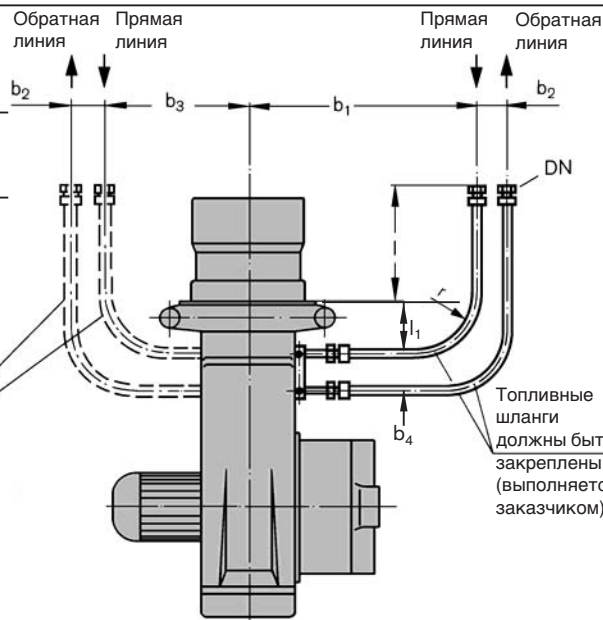 Обратная
линия
Прямая
линия
Прямая
линия
Обратная
линия
b2
b3
b1
b2
DN
r
l1
b4
Топливные
шланги
должны быт
закреплены
(выполняетс
заказчиком)